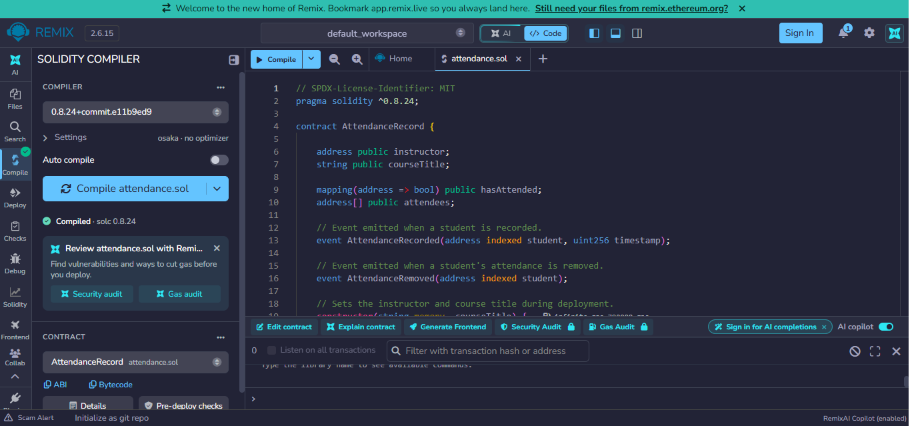 Welcome to the new home of Remix. Bookmark app.remix.live so you always land here. Still need your files from remix.ethereum.org?
REMIX 2.6.15 default_workspace AI Code Sign In 1
AI
Files
Search
Compile
Deploy
Checks
Debug
Solidity
Frontend
Collab
SOLIDITY COMPILER
COMPILER
0.8.24+commit.e11b9ed9
Settings osaka · no optimizer
Auto compile
Compile attendance.sol
Compiled · solc 0.8.24
Review attendance.sol with Remi...
Find vulnerabilities and ways to cut gas before
you deploy.
Security audit Gas audit
CONTRACT
AttendanceRecord attendance.sol
ABI Bytecode
Details Pre-deploy checks
Compile Home attendance.sol
1 // SPDX-License-Identifier: MIT
2 pragma solidity ^0.8.24;
3
4 contract AttendanceRecord {
5
6 address public instructor;
7 string public courseTitle;
8
9 mapping(address => bool) public hasAttended;
10 address[] public attendees;
11
12 // Event emitted when a student is recorded.
13 event AttendanceRecorded(address indexed student, uint256 timestamp);
14
15 // Event emitted when a student's attendance is removed.
16 event AttendanceRemoved(address indexed student);
17
18 // Sets the instructor and course title during deployment.
Edit contract Explain contract Generate Frontend Security Audit Gas Audit Sign in for AI completions AI copilot
0 Listen on all transactions Filter with transaction hash or address
Type the library name to see available commands.
>
Scam Alert Initialize as git repo RemixAI Copilot (enabled)